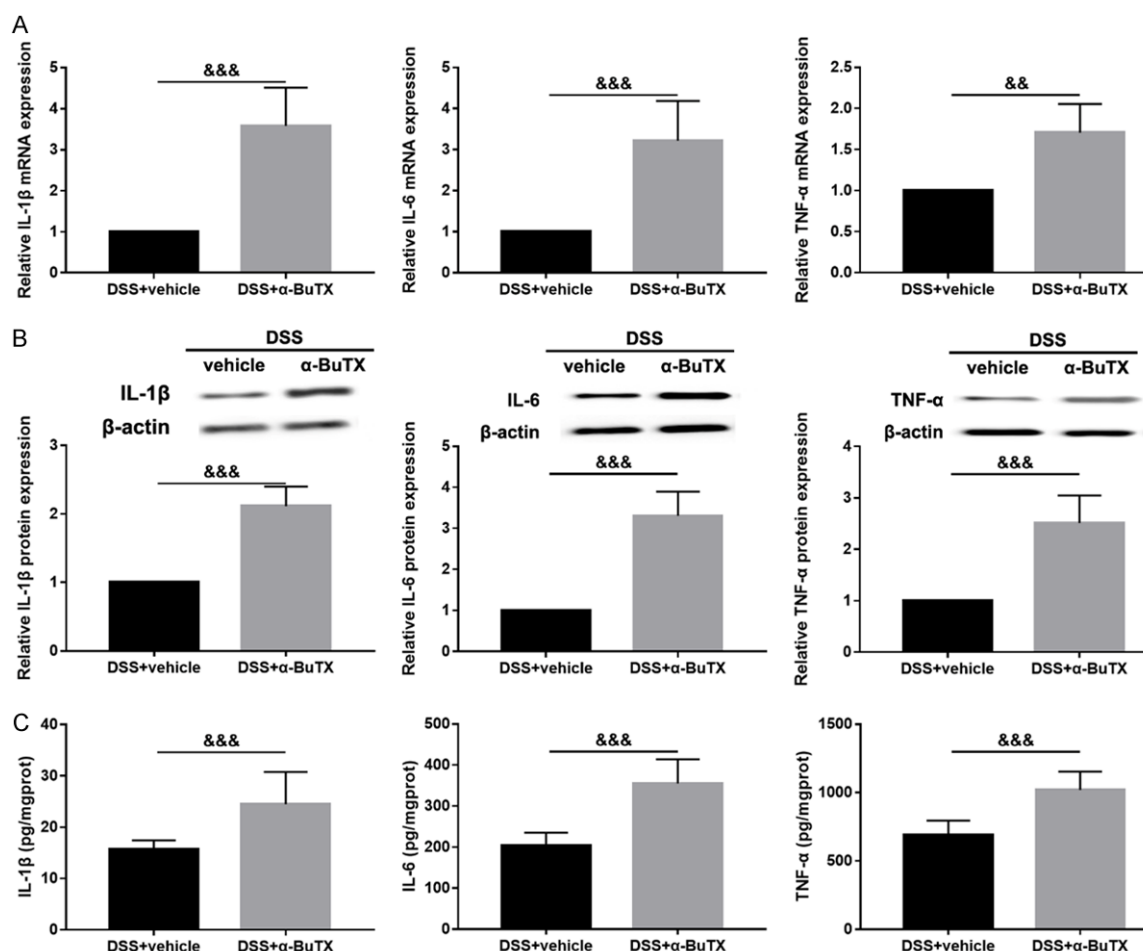 A
Relative IL-1β mRNA expression
5
4
3
2
1
0
&&&
DSS+vehicle DSS+α-BuTX
Relative IL-6 mRNA expression
5
4
3
2
1
0
&&&
DSS+vehicle DSS+α-BuTX
Relative TNF-α mRNA expression
2.5
2.0
1.5
1.0
0.5
0.0
&&
DSS+vehicle DSS+α-BuTX
B
DSS
vehicle α-BuTX
IL-1β
β-actin
Relative IL-1β protein expression
3
2
1
0
&&&
DSS+vehicle DSS+α-BuTX
DSS
vehicle α-BuTX
IL-6
β-actin
Relative IL-6 protein expression
5
4
3
2
1
0
&&&
DSS+vehicle DSS+α-BuTX
DSS
vehicle α-BuTX
TNF-α
β-actin
Relative TNF-α protein expression
4
3
2
1
0
&&&
DSS+vehicle DSS+α-BuTX
C
IL-1β (pg/mgprot)
40
30
20
10
0
&&&
DSS+vehicle DSS+α-BuTX
IL-6 (pg/mgprot)
500
400
300
200
100
0
&&&
DSS+vehicle DSS+α-BuTX
TNF-α (pg/mgprot)
1500
1000
500
0
&&&
DSS+vehicle DSS+α-BuTX